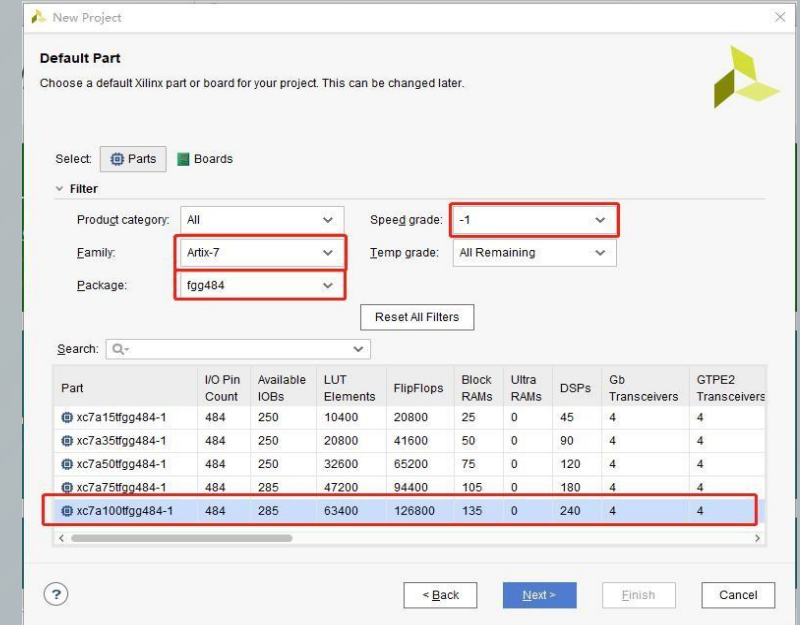 New Project
Default Part
Choose a default Xilinx part or board for your project. This can be changed later.
Select: Parts Boards
Filter
Product category: All Speed grade: -1
Family: Artix-7 Temp grade: All Remaining
Package: fgg484
Reset All Filters
Search: Q-
Part I/O Pin Count Available IOBs LUT Elements FlipFlops Block RAMs Ultra RAMs DSPs Gb Transceivers GTPE2 Transceivers
xc7a15tfgg484-1 484 250 10400 20800 25 0 45 4 4
xc7a35tfgg484-1 484 250 20800 41600 50 0 90 4 4
xc7a50tfgg484-1 484 250 32600 65200 75 0 120 4 4
xc7a75tfgg484-1 484 285 47200 94400 105 0 180 4 4
xc7a100tfgg484-1 484 285 63400 126800 135 0 240 4 4
? < Back Next > Finish Cancel